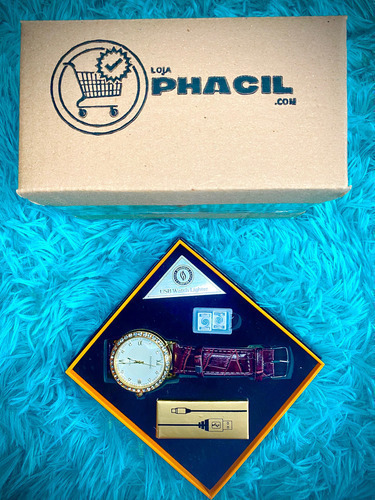 LOJA
PHACIL
.COM
USB Watch Lighter